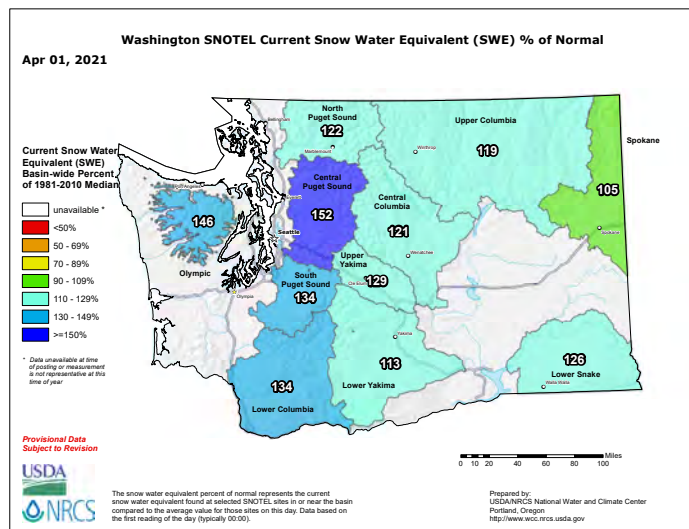 Washington SNOTEL Current Snow Water Equivalent (SWE) % of Normal
Apr 01, 2021
Current Snow Water
Equivalent (SWE)
Basin-wide Percent
of 1981-2010 Median
unavailable *
<50%
50 - 69%
70 - 89%
90 - 109%
110 - 129%
130 - 149%
>=150%
* Data unavailable at time
of posting or measurement
is not representative at this
time of year
Provisional Data
Subject to Revision
USDA
NRCS
North
Puget Sound
122
Bellingham
Marblemount
Upper Columbia
119
Winthrop
Spokane
105
Spokane
Central
Puget Sound
152
Port Angeles
146
Olympic
Seattle
Central
Columbia
121
Wenatchee
Upper
Yakima
129
South
Puget Sound
134
Olympia
Yakima
113
Lower Yakima
134
Lower Columbia
126
Lower Snake
Walla Walla
Miles
0 10 20 40 60 80 100
The snow water equivalent percent of normal represents the current
snow water equivalent found at selected SNOTEL sites in or near the basin
compared to the average value for those sites on this day. Data based on
the first reading of the day (typically 00:00).
Prepared by:
USDA/NRCS National Water and Climate Center
Portland, Oregon
http://www.wcc.nrcs.usda.gov